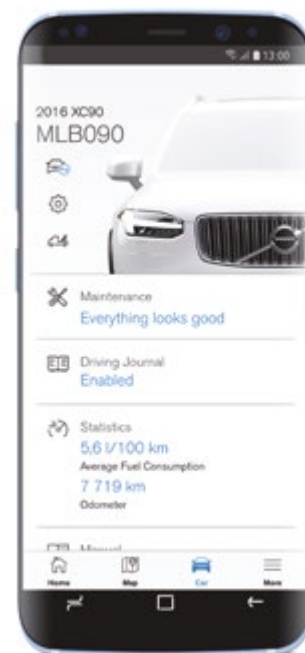 13:00
2016 XC90
MLB090
Maintenance
Everything looks good
Driving Journal
Enabled
Statistics
5,6 l/100 km
Average Fuel Consumption
7 719 km
Odometer
Manual
Home Map Car More